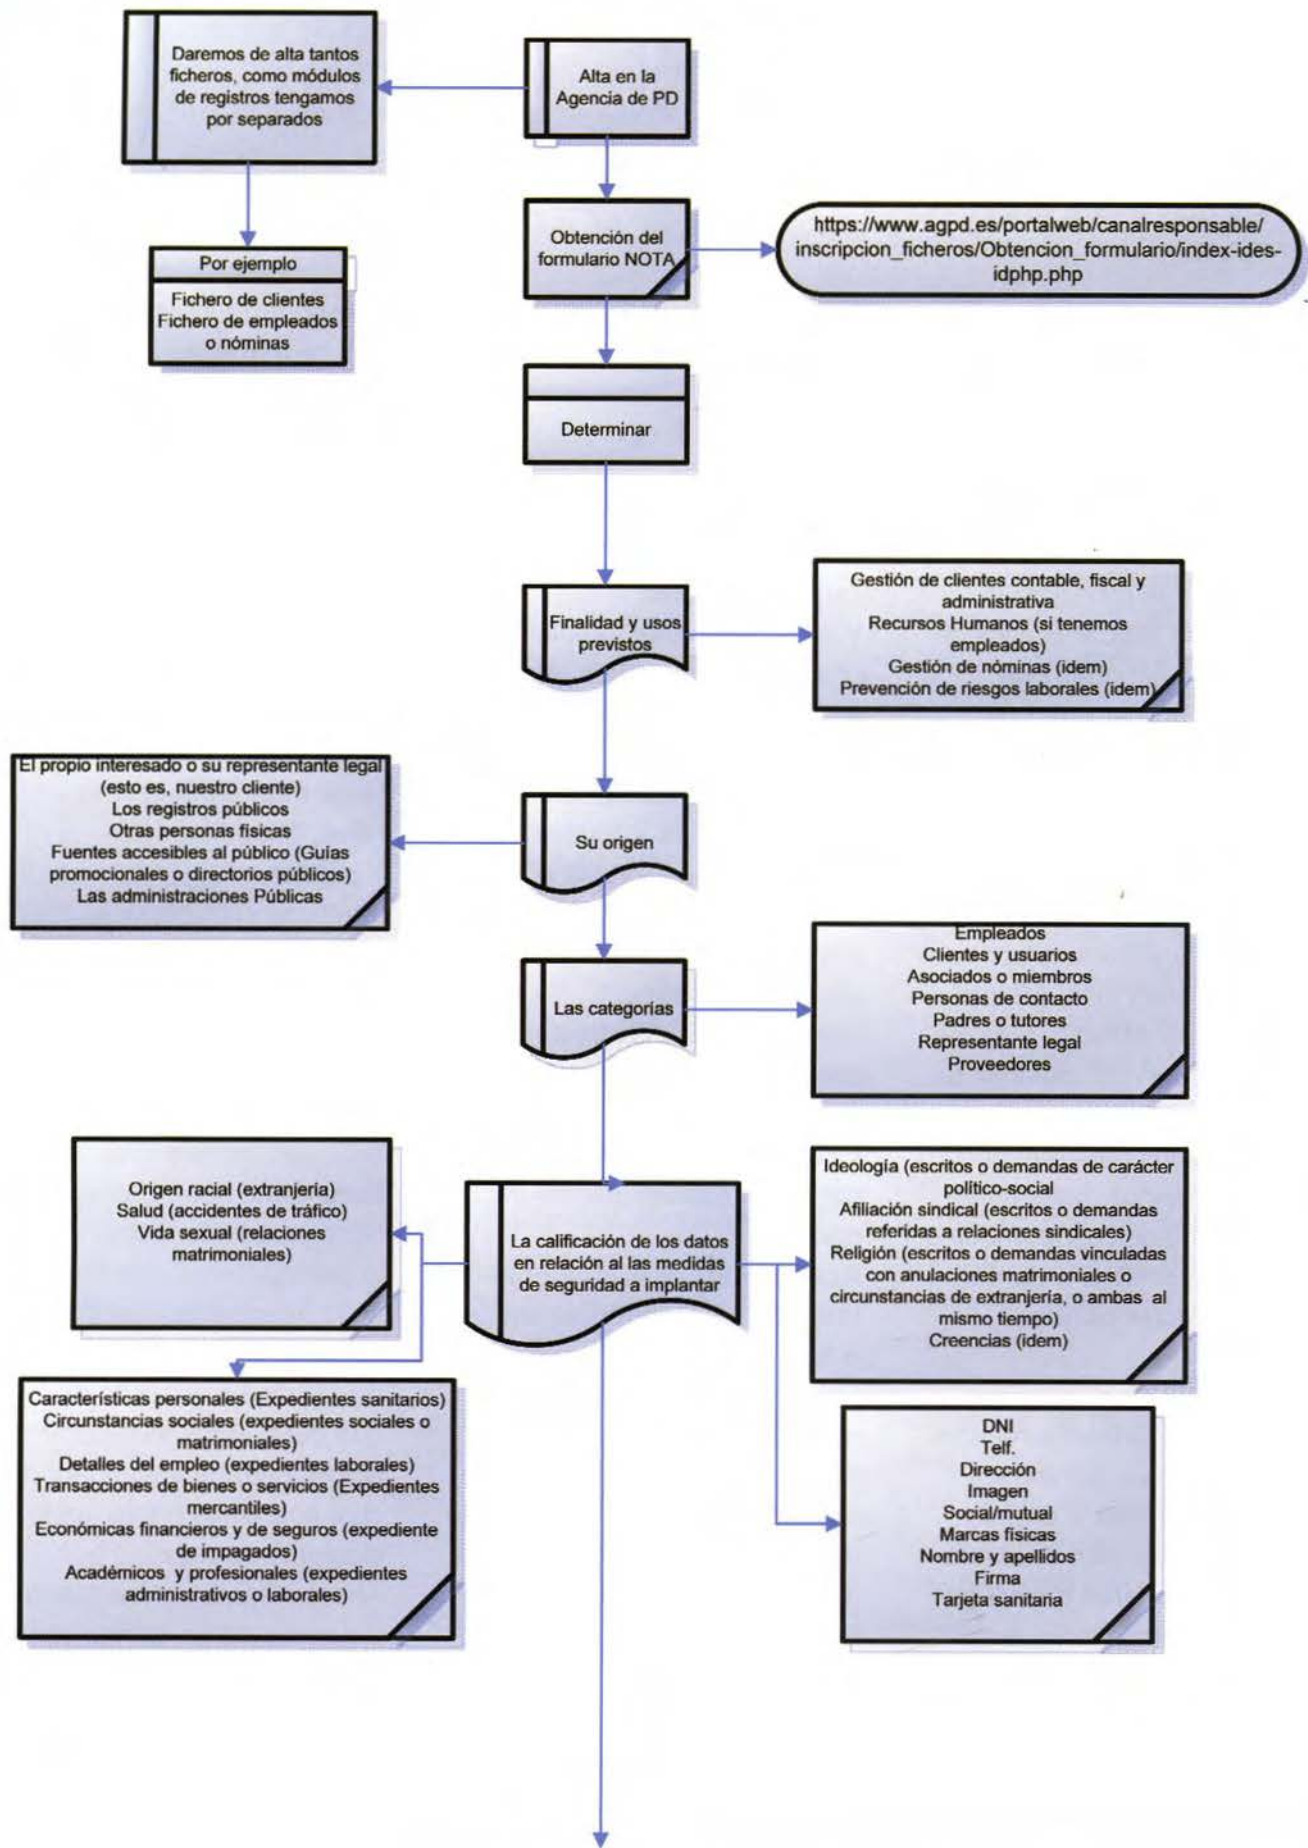 Daremos de alta tantos
ficheros, como módulos
de registros tengamos
por separados
Alta en la
Agencia de PD
Por ejemplo
Fichero de clientes
Fichero de empleados
o nóminas
Obtención del
formulario NOTA
https://www.agpd.es/portalweb/canalresponsable/
inscripcion_ficheros/Obtencion_formulario/index-ides-
idphp.php
Determinar
Finalidad y usos
previstos
Gestión de clientes contable, fiscal y
administrativa
Recursos Humanos (si tenemos
empleados)
Gestión de nóminas (idem)
Prevención de riesgos laborales (idem)
El propio interesado o su representante legal
(esto es, nuestro cliente)
Los registros públicos
Otras personas físicas
Fuentes accesibles al público (Guías
promocionales o directorios públicos)
Las administraciones Públicas
Su origen
Las categorías
Empleados
Clientes y usuarios
Asociados o miembros
Personas de contacto
Padres o tutores
Representante legal
Proveedores
Origen racial (extranjería)
Salud (accidentes de tráfico)
Vida sexual (relaciones
matrimoniales)
La calificación de los datos
en relación al las medidas
de seguridad a implantar
Ideología (escritos o demandas de carácter
político-social
Afiliación sindical (escritos o demandas
referidas a relaciones sindicales)
Religión (escritos o demandas vinculadas
con anulaciones matrimoniales o
circunstancias de extranjería, o ambas al
mismo tiempo)
Creencias (idem)
Características personales (Expedientes sanitarios)
Circunstancias sociales (expedientes sociales o
matrimoniales)
Detalles del empleo (expedientes laborales)
Transacciones de bienes o servicios (Expedientes
mercantiles)
Económicas financieros y de seguros (expediente
de impagados)
Académicos y profesionales (expedientes
administrativos o laborales)
DNI
Telf.
Dirección
Imagen
Social/mutual
Marcas físicas
Nombre y apellidos
Firma
Tarjeta sanitaria